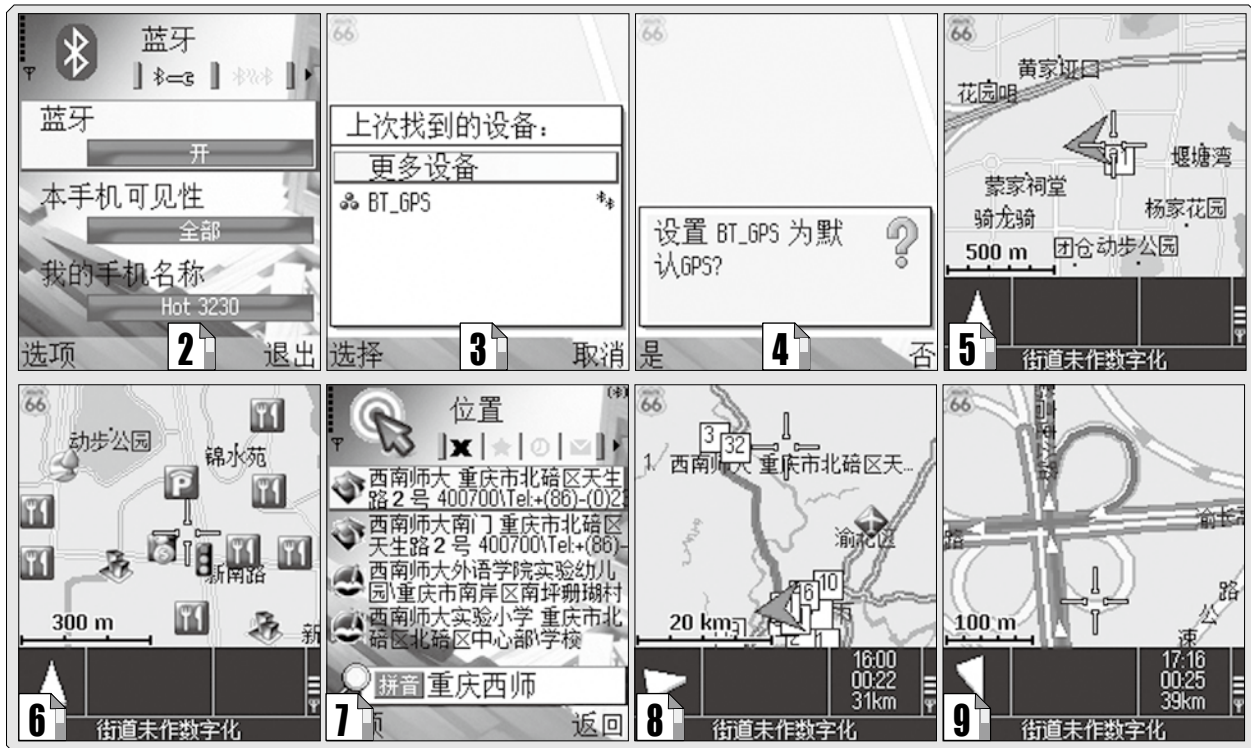 蓝牙
蓝牙
开
本手机可见性
全部
我的手机名称
Hot 3230
选项
退出
2
66
上次找到的设备：
更多设备
BT_GPS
选择
取消
3
66
设置 BT_GPS 为默
认GPS?
是
否
4
66
黄家垭口
花园咀
堰塘湾
蒙家祠堂
杨家花园
骑龙骑
团仓 动步公园
500 m
街道未作数字化
5
66
动步公园
锦水苑
P
新南路
新
300 m
街道未作数字化
6
位置
西南师大 重庆市北碚区天生
路2号 400700\Tel:+(86)-(0)23
西南师大南门 重庆市北碚区
天生路2号 400700\Tel:+(86)-
西南师大外语学院实验幼儿
园\重庆市南岸区南坪珊瑚村
西南师大实验小学 重庆市北
碚区北碚区中心部\学校
拼音 重庆西师
返回
7
66
3
32
1. 西南师大 重庆市北碚区天...
渝北区
10
6
20 km
16:00
00:22
31km
街道未作数字化
8
66
渝长高
路
路
公
速
100 m
17:16
00:25
39km
街道未作数字化
9